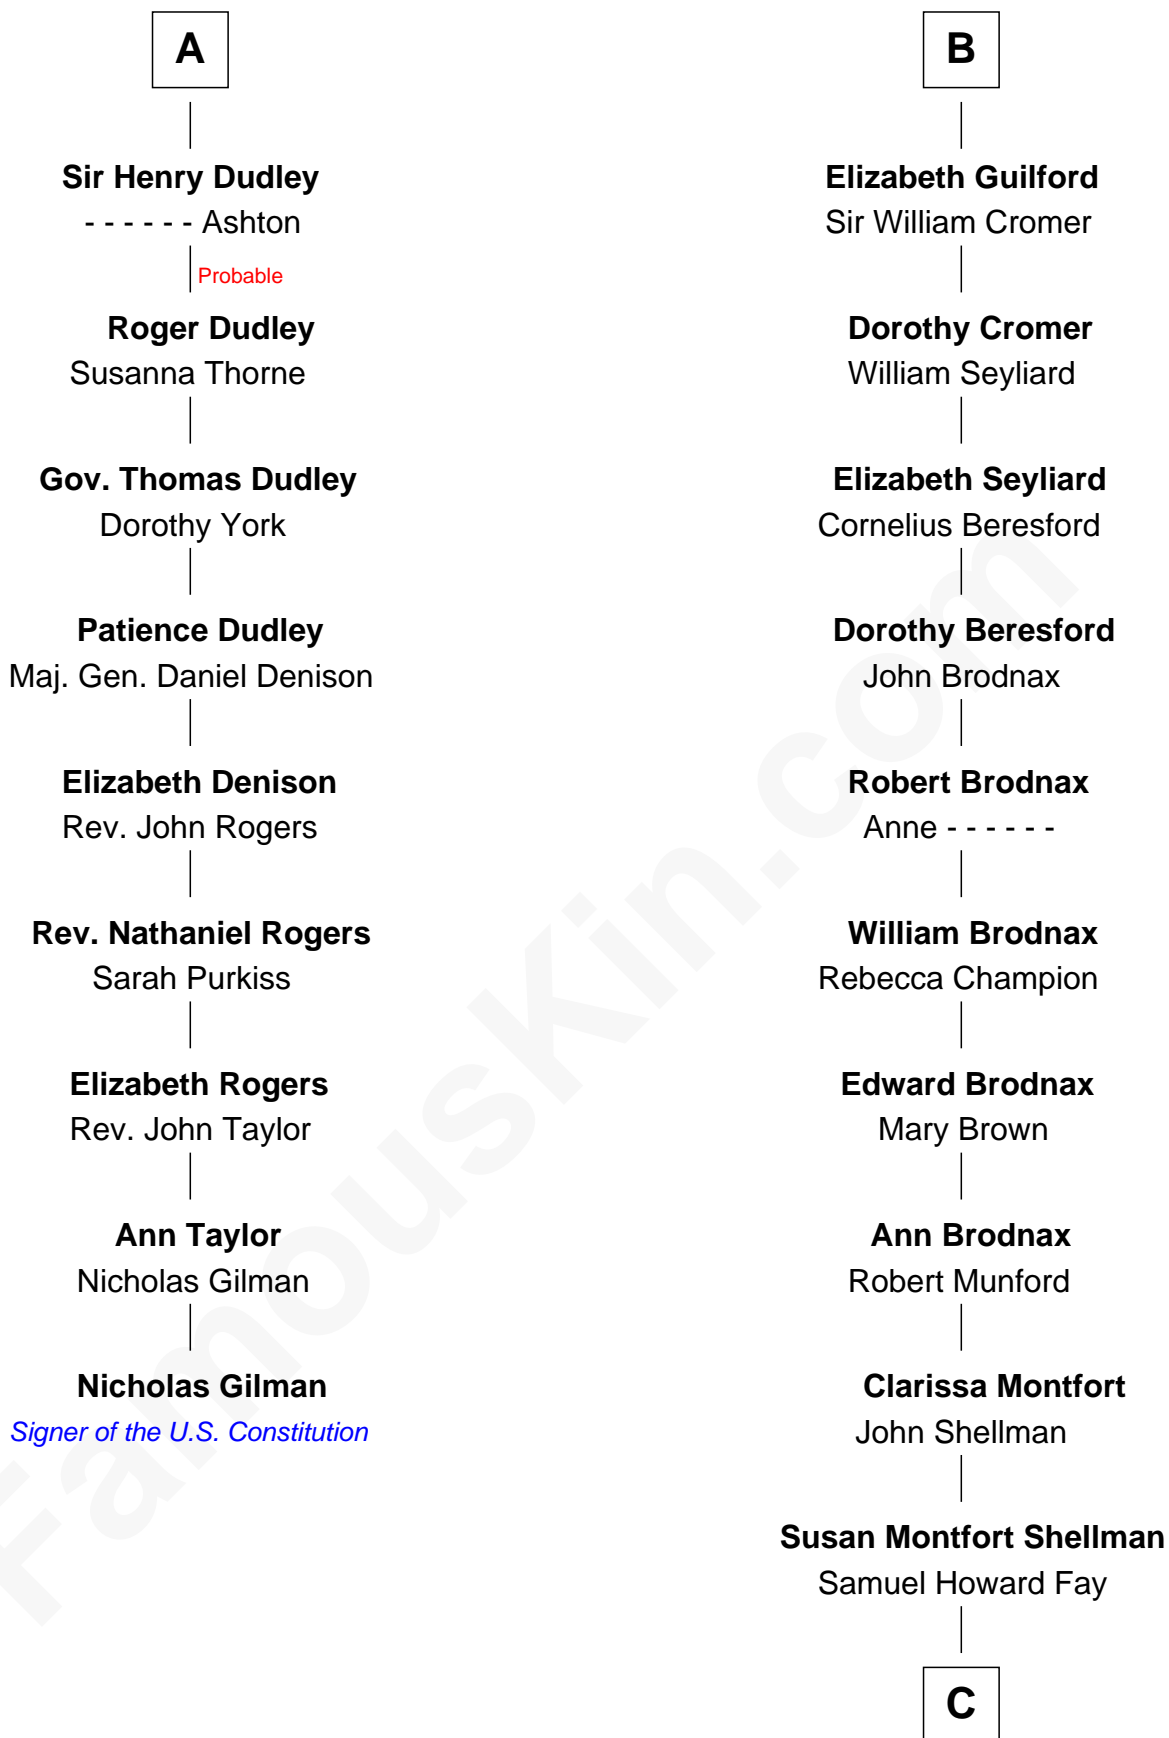 A
Sir Henry Dudley
- - - - - - Ashton
Probable
Roger Dudley
Susanna Thorne
Gov. Thomas Dudley
Dorothy York
Patience Dudley
Maj. Gen. Daniel Denison
Elizabeth Denison
Rev. John Rogers
Rev. Nathaniel Rogers
Sarah Purkiss
Elizabeth Rogers
Rev. John Taylor
Ann Taylor
Nicholas Gilman
Nicholas Gilman
Signer of the U.S. Constitution
B
Elizabeth Guilford
Sir William Cromer
Dorothy Cromer
William Seyliard
Elizabeth Seyliard
Cornelius Beresford
Dorothy Beresford
John Brodnax
Robert Brodnax
Anne - - - - - -
William Brodnax
Rebecca Champion
Edward Brodnax
Mary Brown
Ann Brodnax
Robert Munford
Clarissa Montfort
John Shellman
Susan Montfort Shellman
Samuel Howard Fay
C
FamousKin.com